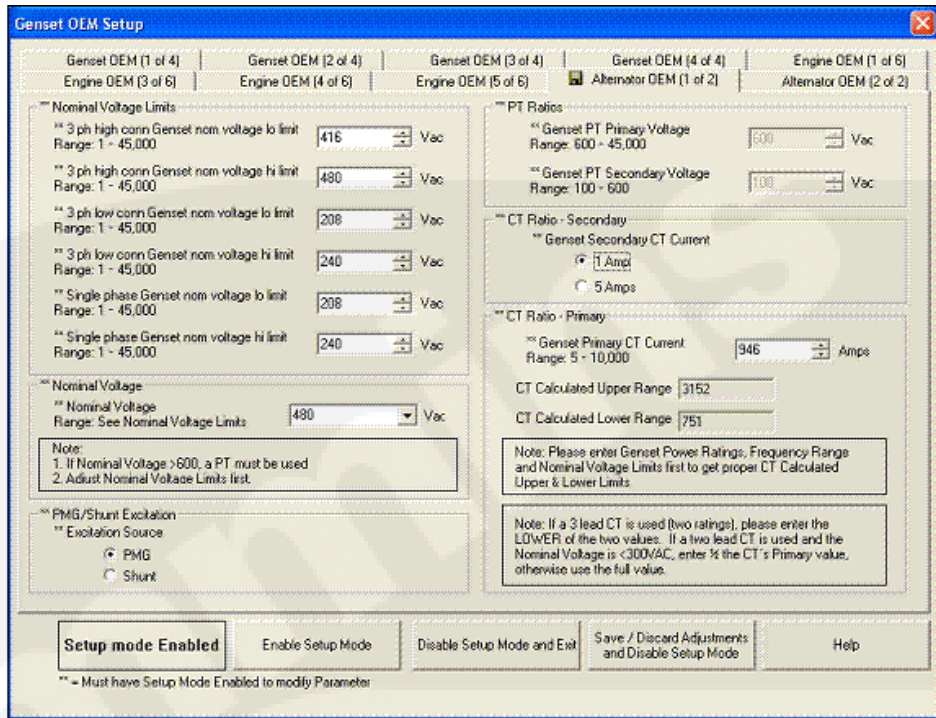 Genset OEM Setup
Genset OEM (1 of 4)
Genset OEM (2 of 4)
Genset OEM (3 of 4)
Genset OEM (4 of 4)
Engine OEM (1 of 6)
Engine OEM (3 of 6)
Engine OEM (4 of 6)
Engine OEM (5 of 6)
Alternator OEM (1 of 2)
Alternator OEM (2 of 2)
** Nominal Voltage Limits
** 3 ph high conn Genset nom voltage lo limit
Range: 1 - 45,000
416 Vac
** 3 ph high conn Genset nom voltage hi limit
Range: 1 - 45,000
480 Vac
** 3 ph low conn Genset nom voltage lo limit
Range: 1 - 45,000
208 Vac
** 3 ph low conn Genset nom voltage hi limit
Range: 1 - 45,000
240 Vac
** Single phase Genset nom voltage lo limit
Range: 1 - 45,000
208 Vac
** Single phase Genset nom voltage hi limit
Range: 1 - 45,000
240 Vac
** Nominal Voltage
** Nominal Voltage
Range: See Nominal Voltage Limits
480 Vac
Note:
1. If Nominal Voltage >600, a PT must be used
2. Adjust Nominal Voltage Limits first.
** PMG/Shunt Excitation
** Excitation Source
PMG
Shunt
** PT Ratios
** Genset PT Primary Voltage
Range: 600 - 45,000
600 Vac
** Genset PT Secondary Voltage
Range: 100 - 600
100 Vac
** CT Ratio - Secondary
** Genset Secondary CT Current
1 Amp
5 Amps
** CT Ratio - Primary
** Genset Primary CT Current
Range: 5 - 10,000
946 Amps
CT Calculated Upper Range 3152
CT Calculated Lower Range 751
Note: Please enter Genset Power Ratings, Frequency Range
and Nominal Voltage Limits first to get proper CT Calculated
Upper & Lower Limits
Note: If a 3 lead CT is used (two ratings), please enter the
LOWER of the two values. If a two lead CT is used and the
Nominal Voltage is <300VAC, enter ½ the CT's Primary value,
otherwise use the full value.
Setup mode Enabled
Enable Setup Mode
Disable Setup Mode and Exit
Save / Discard Adjustments
and Disable Setup Mode
Help
** = Must have Setup Mode Enabled to modify Parameter